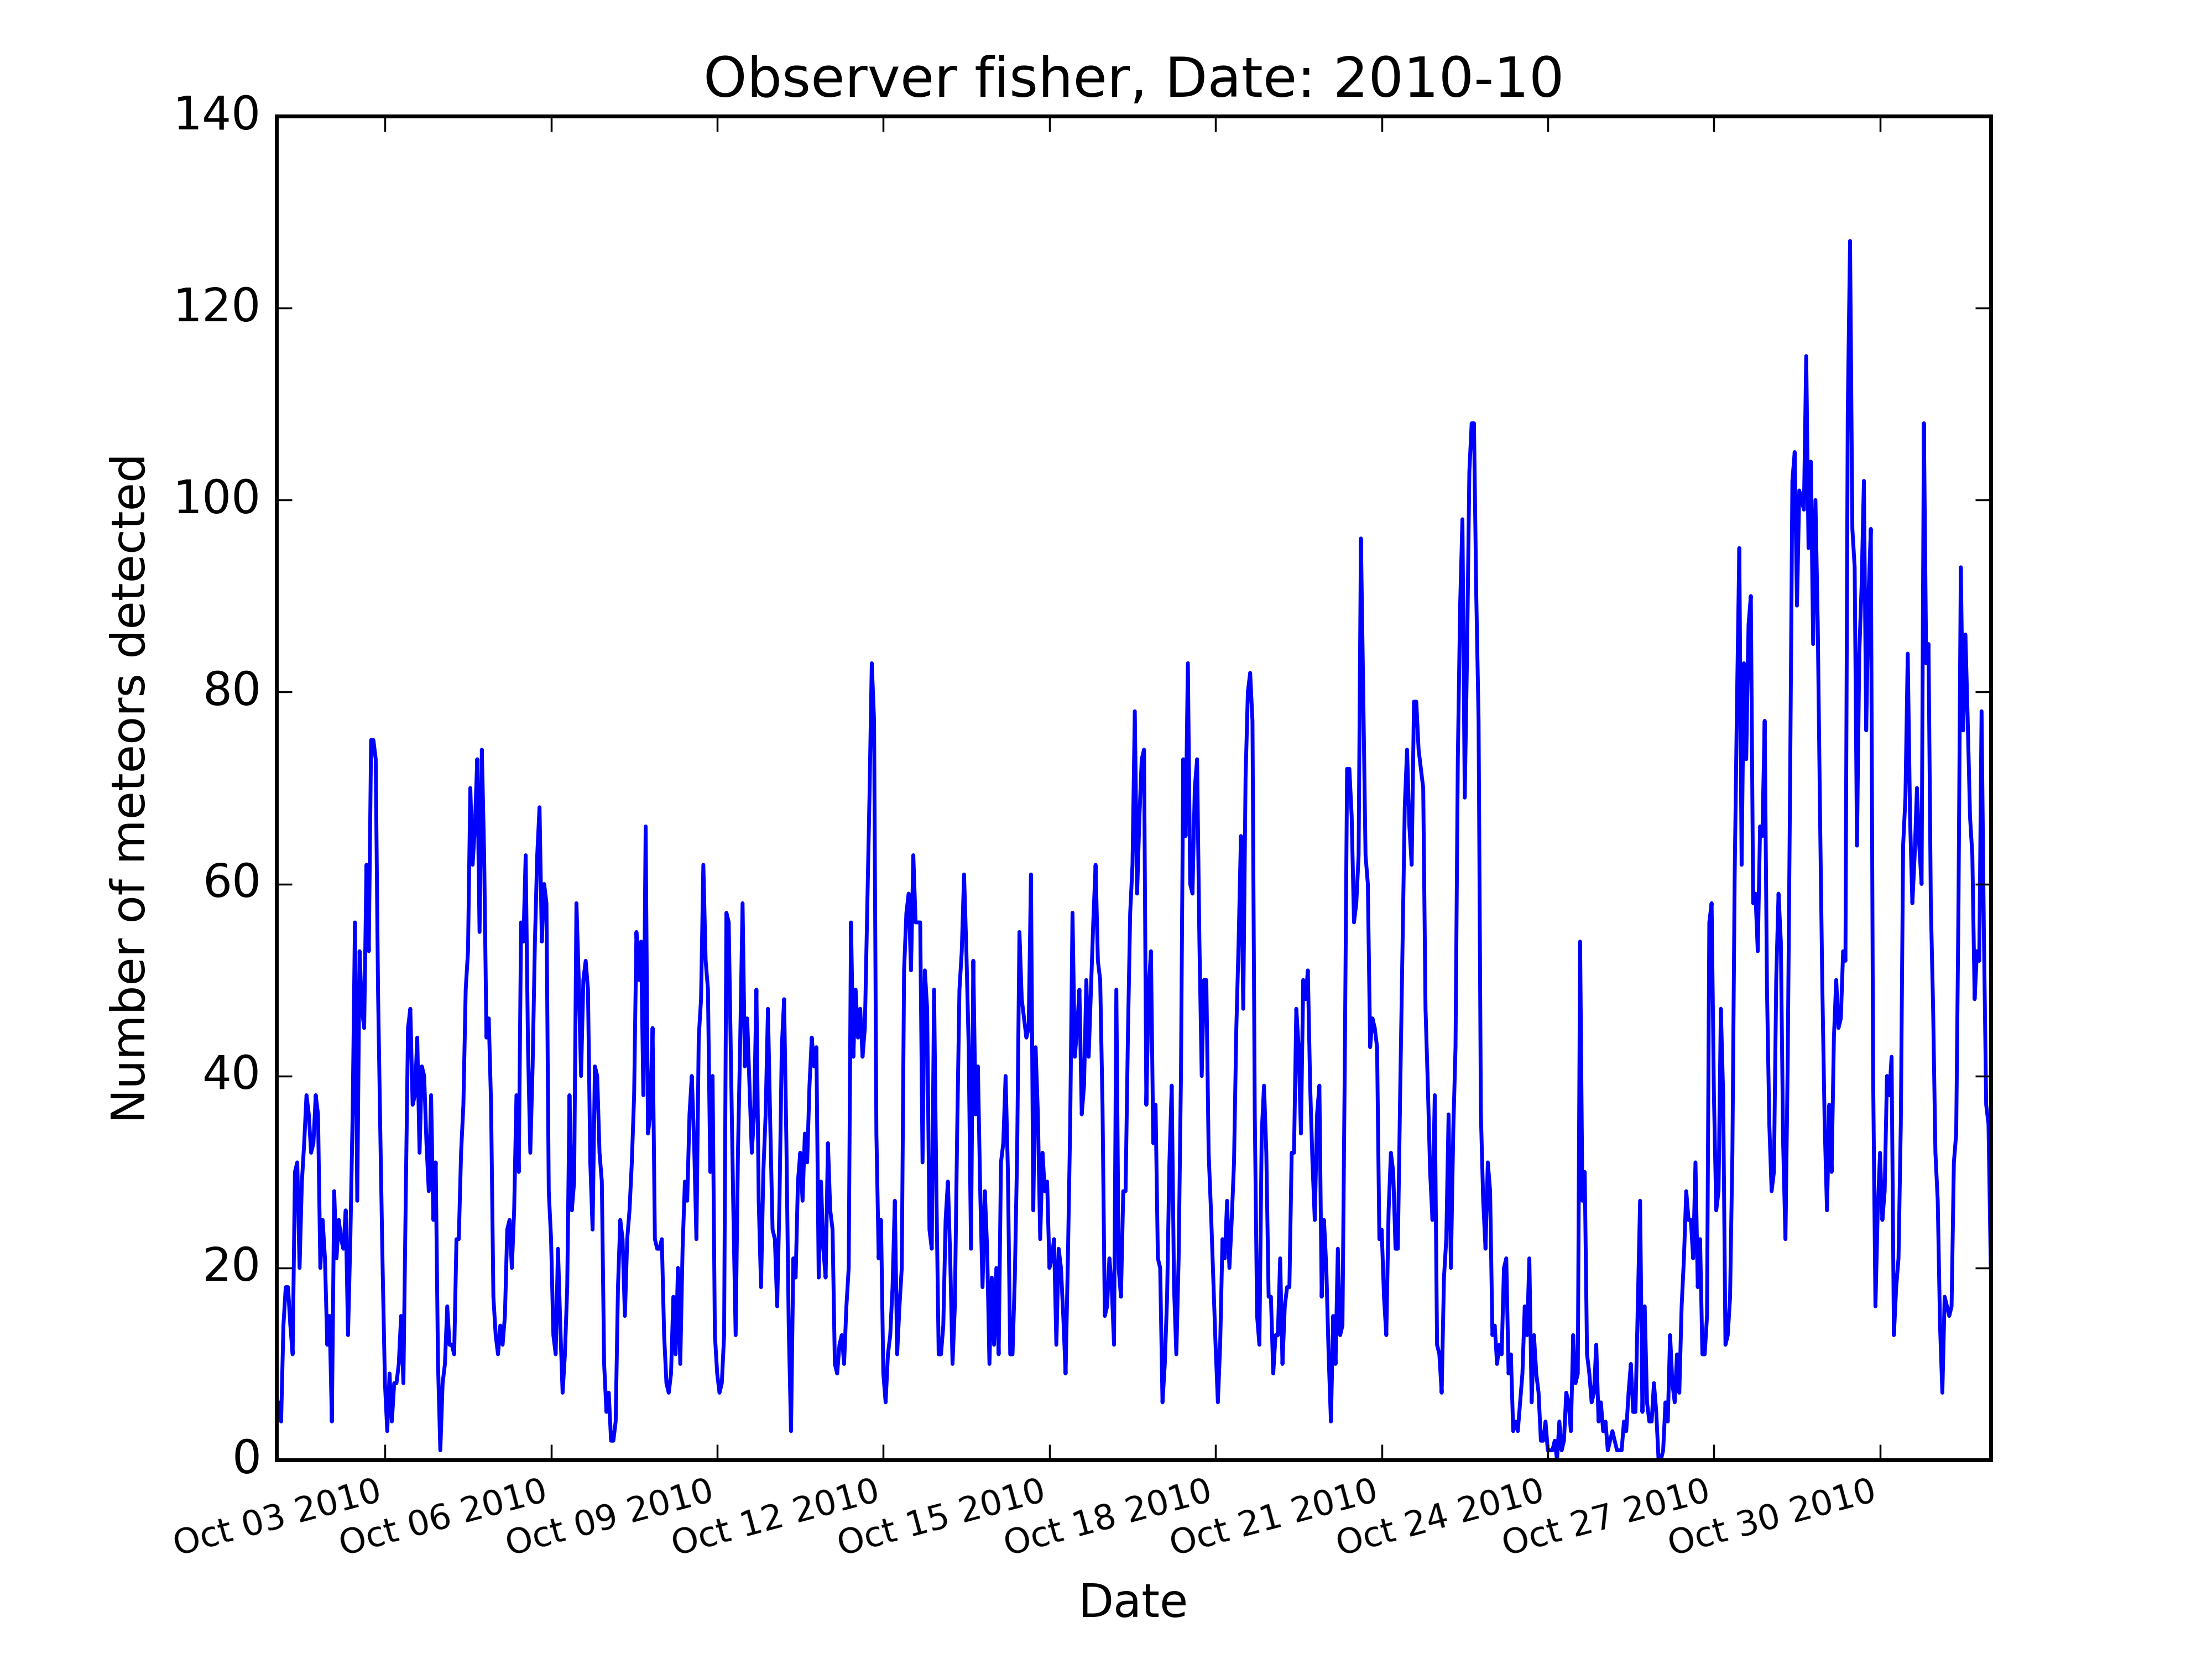 Observer fisher, Date: 2010-10
140
120
100
80
60
40
20
0
Number of meteors detected
Oct 03 2010
Oct 06 2010
Oct 09 2010
Oct 12 2010
Oct 15 2010
Oct 18 2010
Oct 21 2010
Oct 24 2010
Oct 27 2010
Oct 30 2010
Date